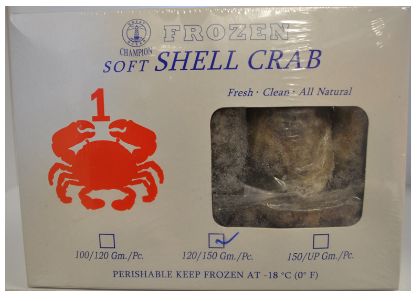 FROZEN
CHAMPION
SOFT SHELL CRAB
Fresh · Clean · All Natural
1
100/120 Gm./Pc. 120/150 Gm./Pc. 150/UP Gm./Pc.
PERISHABLE KEEP FROZEN AT -18 °C (0° F)